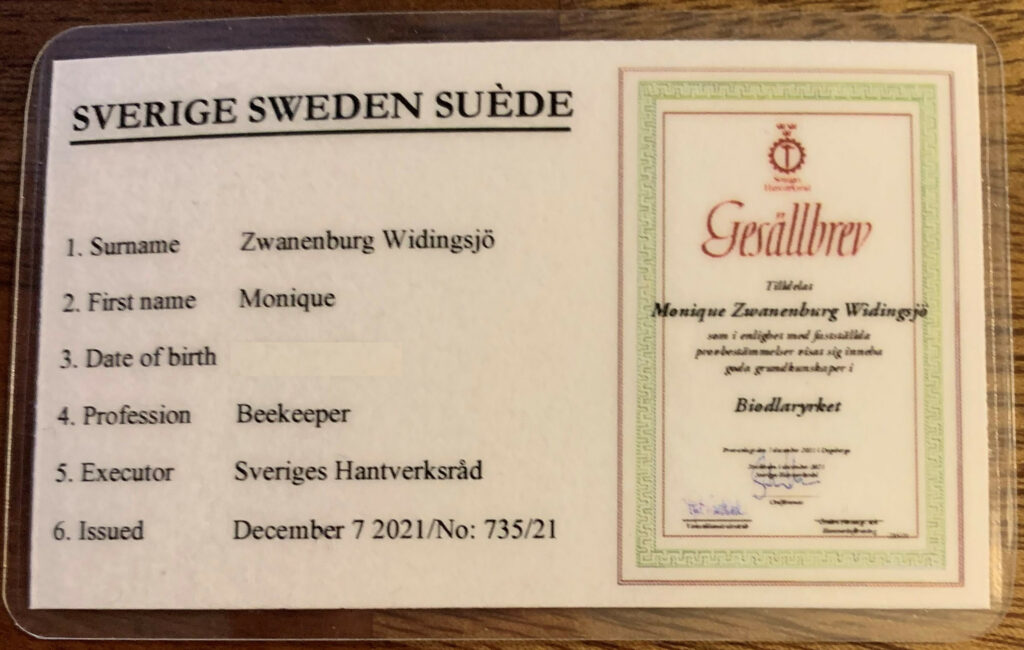 SVERIGE SWEDEN SUÈDE
1. Surname Zwanenburg Widingsjö
2. First name Monique
3. Date of birth
4. Profession Beekeeper
5. Executor Sveriges Hantverksråd
6. Issued December 7 2021/No: 735/21
Sveriges
Hantverksråd
Gesällbrev
Tilldelas
Monique Zwanenburg Widingsjö
som i enlighet med fastställda
provbestämmelser visat sig inneha
goda grundkunskaper i
Biodlaryrket